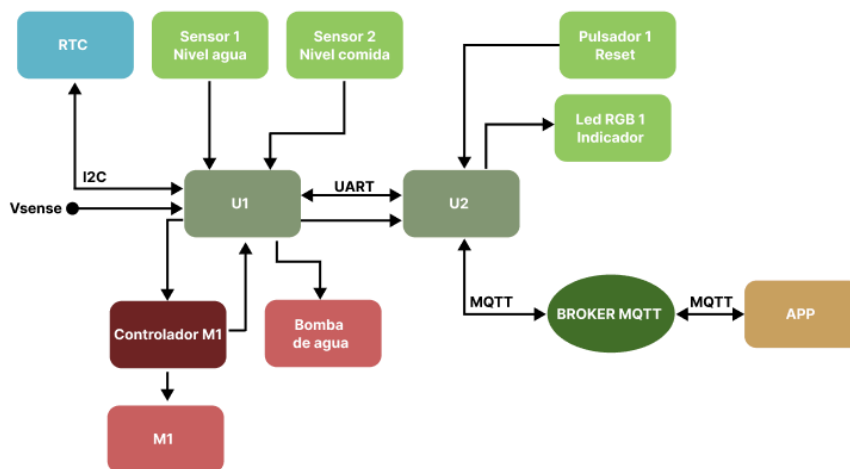 RTC
Sensor 1
Nivel agua
Sensor 2
Nivel comida
Pulsador 1
Reset
Led RGB 1
Indicador
I2C
Vsense
U1
UART
U2
MQTT
BROKER MQTT
MQTT
APP
Controlador M1
Bomba
de agua
M1